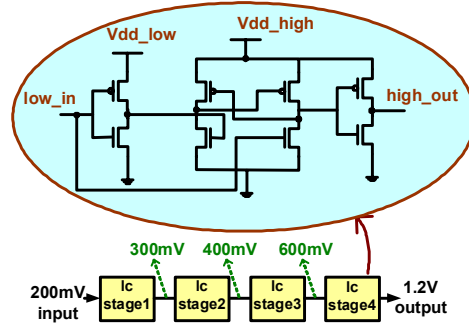 Vdd_low
Vdd_high
low_in
high_out
300mV
400mV
600mV
200mV
input
lc
stage1
lc
stage2
lc
stage3
lc
stage4
1.2V
output